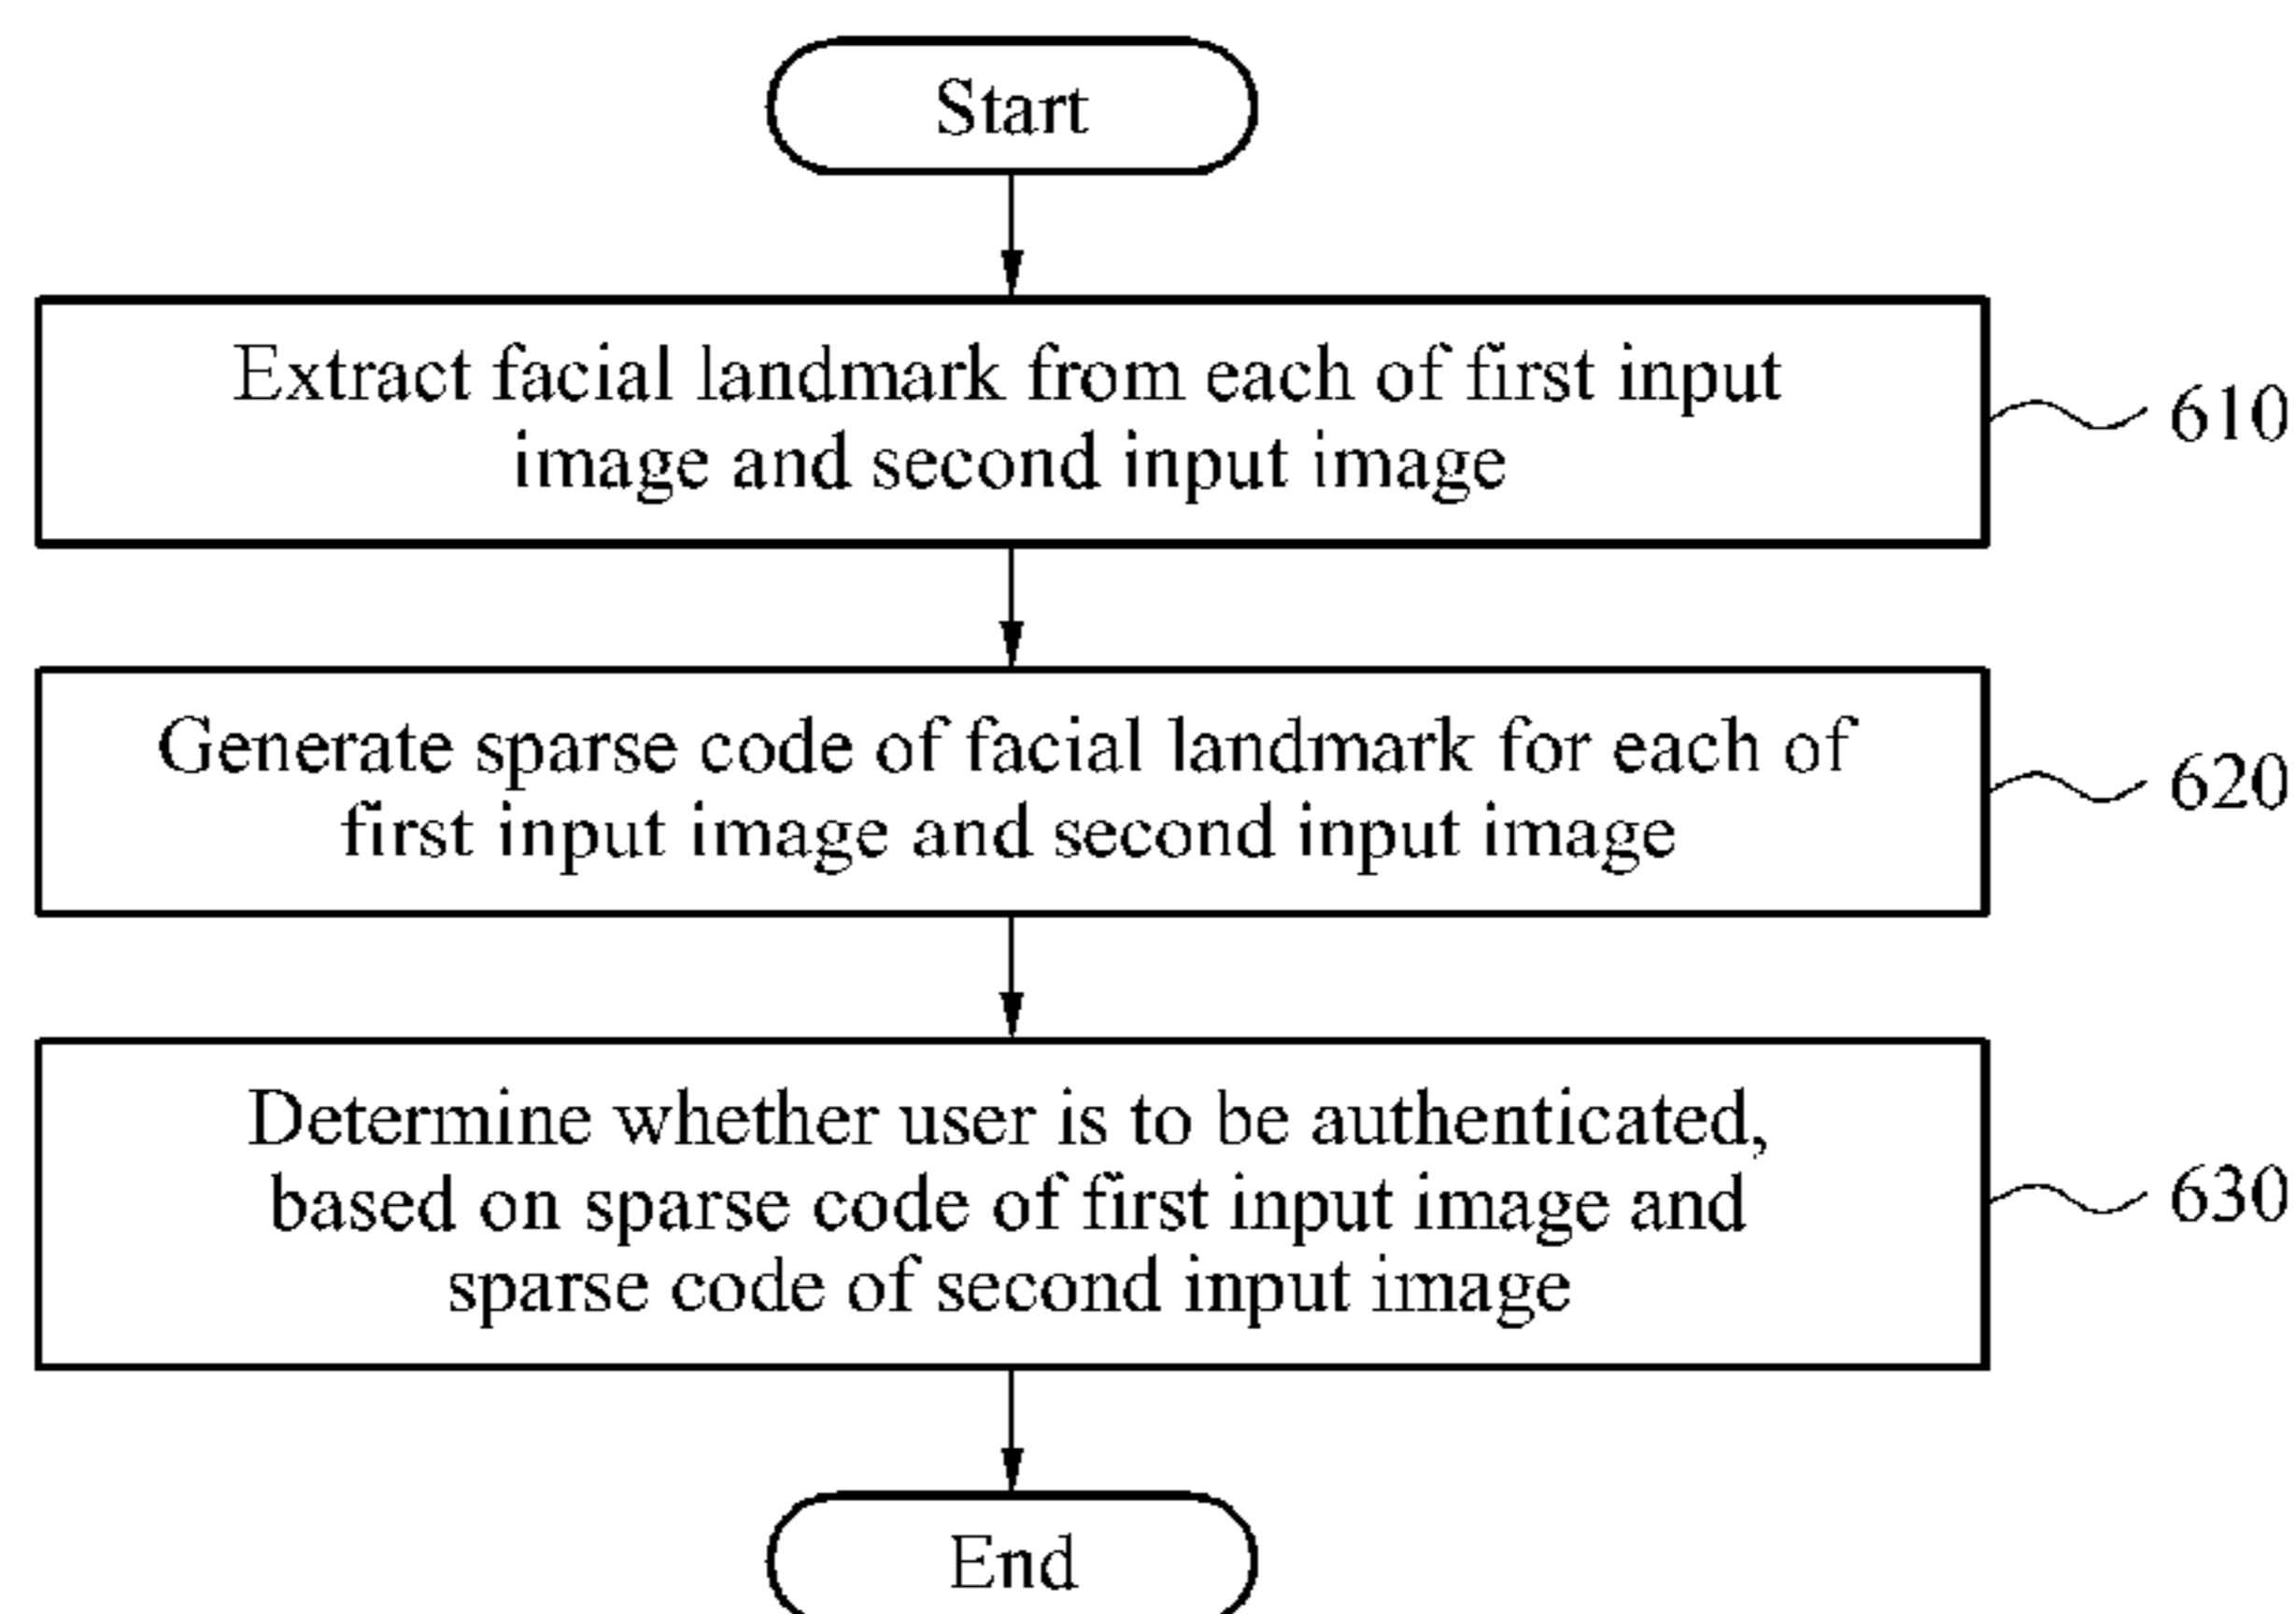 Start
Extract facial landmark from each of first input
image and second input image
610
Generate sparse code of facial landmark for each of
first input image and second input image
620
Determine whether user is to be authenticated,
based on sparse code of first input image and
sparse code of second input image
630
End